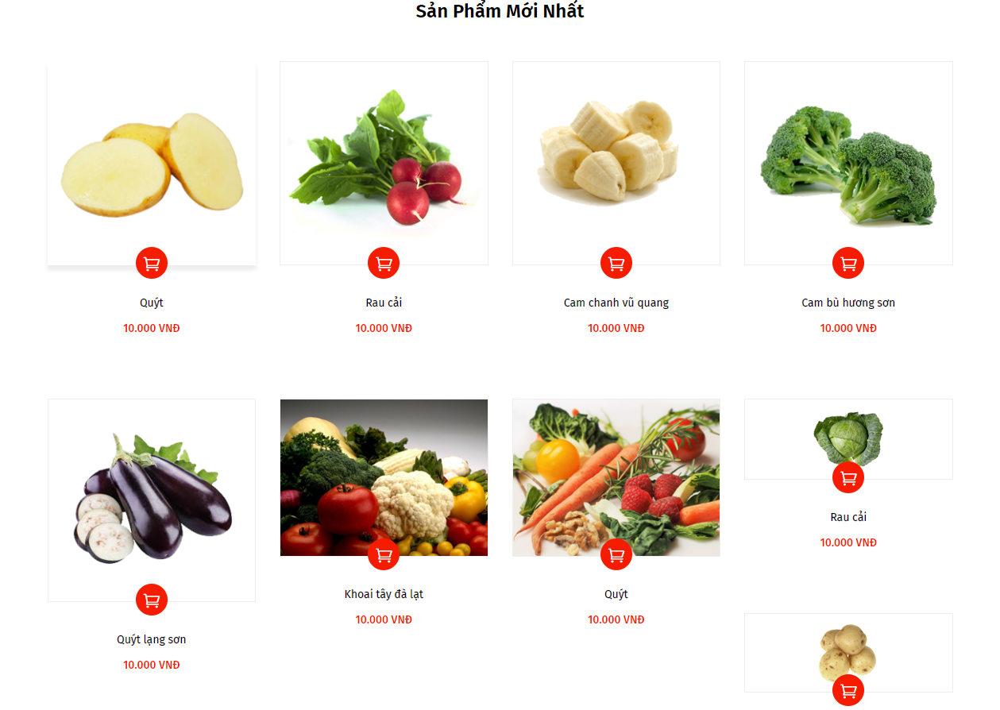 Sản Phẩm Mới Nhất
Quýt
10.000 VNĐ
Rau cải
10.000 VNĐ
Cam chanh vũ quang
10.000 VNĐ
Cam bù hương sơn
10.000 VNĐ
Quýt lạng sơn
10.000 VNĐ
Khoai tây đà lạt
10.000 VNĐ
Quýt
10.000 VNĐ
Rau cải
10.000 VNĐ